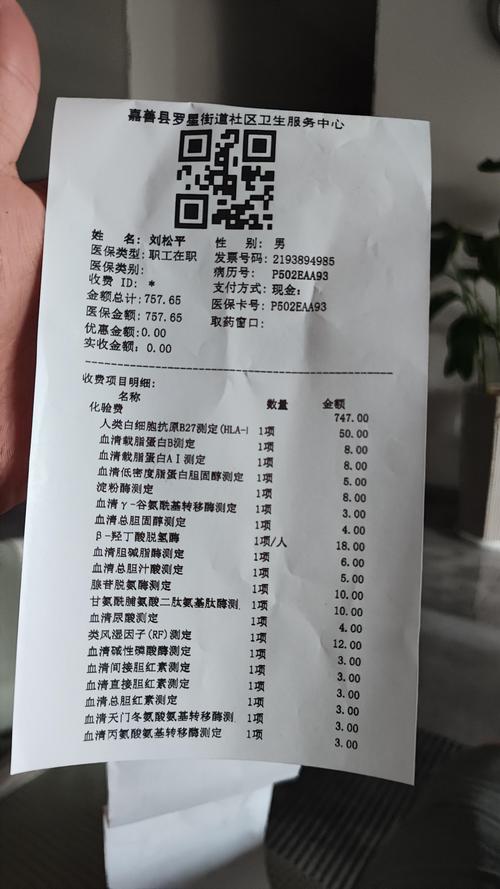 嘉善县罗星街道社区卫生服务中心
姓 名: 刘松平 性 别: 男
医保类型: 职工在职 发票号码: 2193894985
医保类别: 病历号: P502EAA93
收费 ID: * 支付方式: 现金:
金额总计: 757.65 医保卡号: P502EAA93
医保金额: 757.65 取药窗口:
优惠金额: 0.00
实收金额: 0.00
收费项目明细:
名称 数量 金额
化验费 747.00
人类白细胞抗原B27测定(HLA- 1项 50.00
血清载脂蛋白B测定 1项 8.00
血清载脂蛋白AI测定 1项 8.00
血清低密度脂蛋白胆固醇测定 1项 5.00
淀粉酶测定 1项 8.00
血清γ-谷氨酰基转移酶测定 1项 3.00
血清总胆固醇测定 1项 4.00
β-羟丁酸脱氢酶 1项/人 18.00
血清胆碱脂酶测定 1项 6.00
血清总胆汁酸测定 1项 5.00
腺苷脱氨酶测定 1项 10.00
甘氨酰脯氨酸二肽氨基肽酶测. 1项 10.00
血清尿酸测定 1项 4.00
类风湿因子(RF)测定 1项 12.00
血清碱性磷酸酶测定 1项 3.00
血清间接胆红素测定 1项 3.00
血清直接胆红素测定 1项 3.00
血清总胆红素测定 1项 3.00
血清天门冬氨酸氨基转移酶测. 1项 3.00
血清丙氨酸氨基转移酶测定 1项 3.00